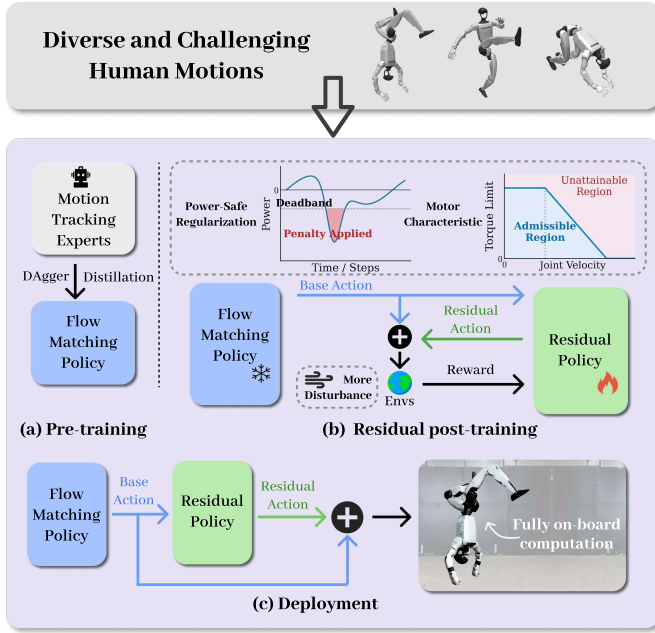 Diverse and Challenging
Human Motions
Motion
Tracking
Experts
DAgger
Distillation
Flow
Matching
Policy
(a) Pre-training
Power-Safe
Regularization
Power
0
Deadband
Penalty Applied
Time / Steps
Motor
Characteristic
Torque Limit
Unattainable
Region
Admissible
Region
0
0
Joint Velocity
Flow
Matching
Policy
Base Action
Residual
Action
Residual
Policy
More
Disturbance
Envs
Reward
(b) Residual post-training
Flow
Matching
Policy
Base
Action
Residual
Policy
Residual
Action
Fully on-board
computation
(c) Deployment